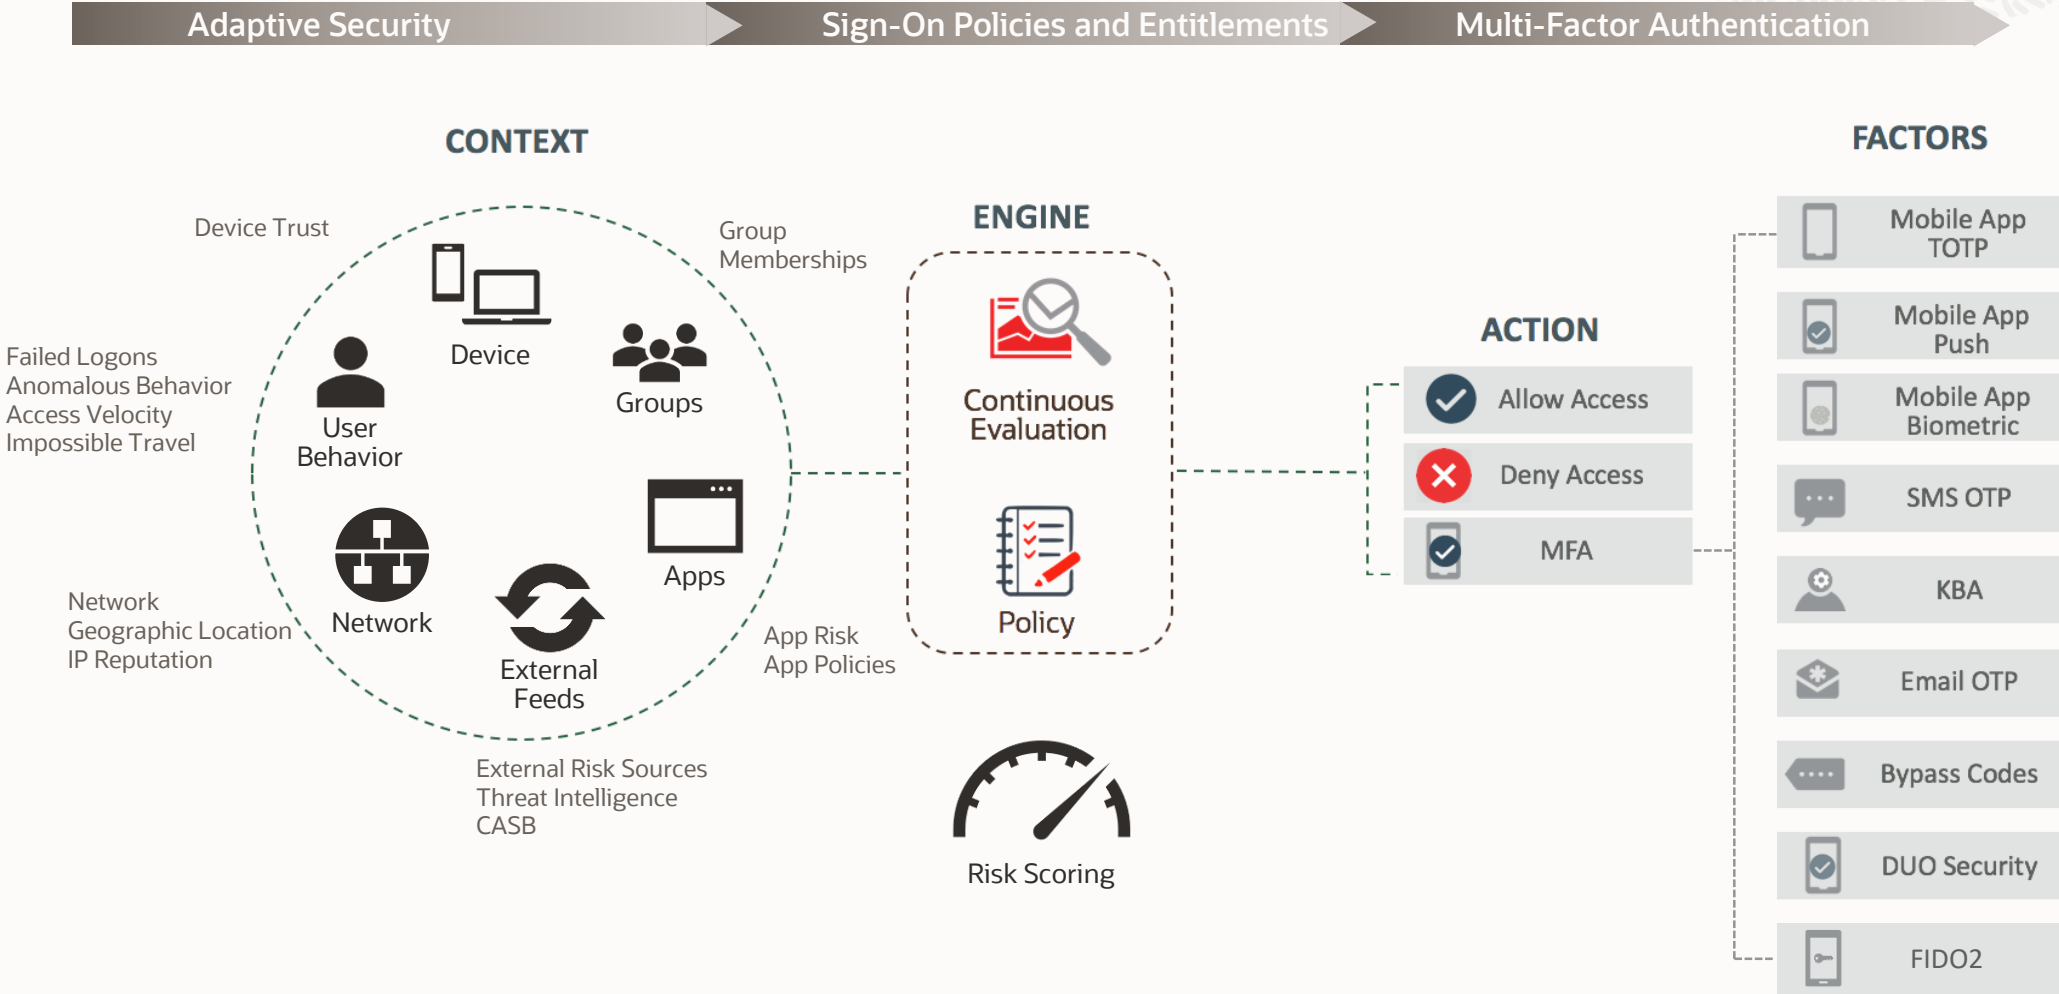 Adaptive Security
Sign-On Policies and Entitlements
Multi-Factor Authentication
CONTEXT
Device Trust
Group
Memberships
Device
Groups
Failed Logons
Anomalous Behavior
Access Velocity
Impossible Travel
User
Behavior
Apps
Network
Geographic Location
IP Reputation
Network
External
Feeds
App Risk
App Policies
External Risk Sources
Threat Intelligence
CASB
ENGINE
Continuous
Evaluation
Policy
Risk Scoring
ACTION
Allow Access
Deny Access
MFA
FACTORS
Mobile App
TOTP
Mobile App
Push
Mobile App
Biometric
SMS OTP
KBA
Email OTP
Bypass Codes
DUO Security
FIDO2